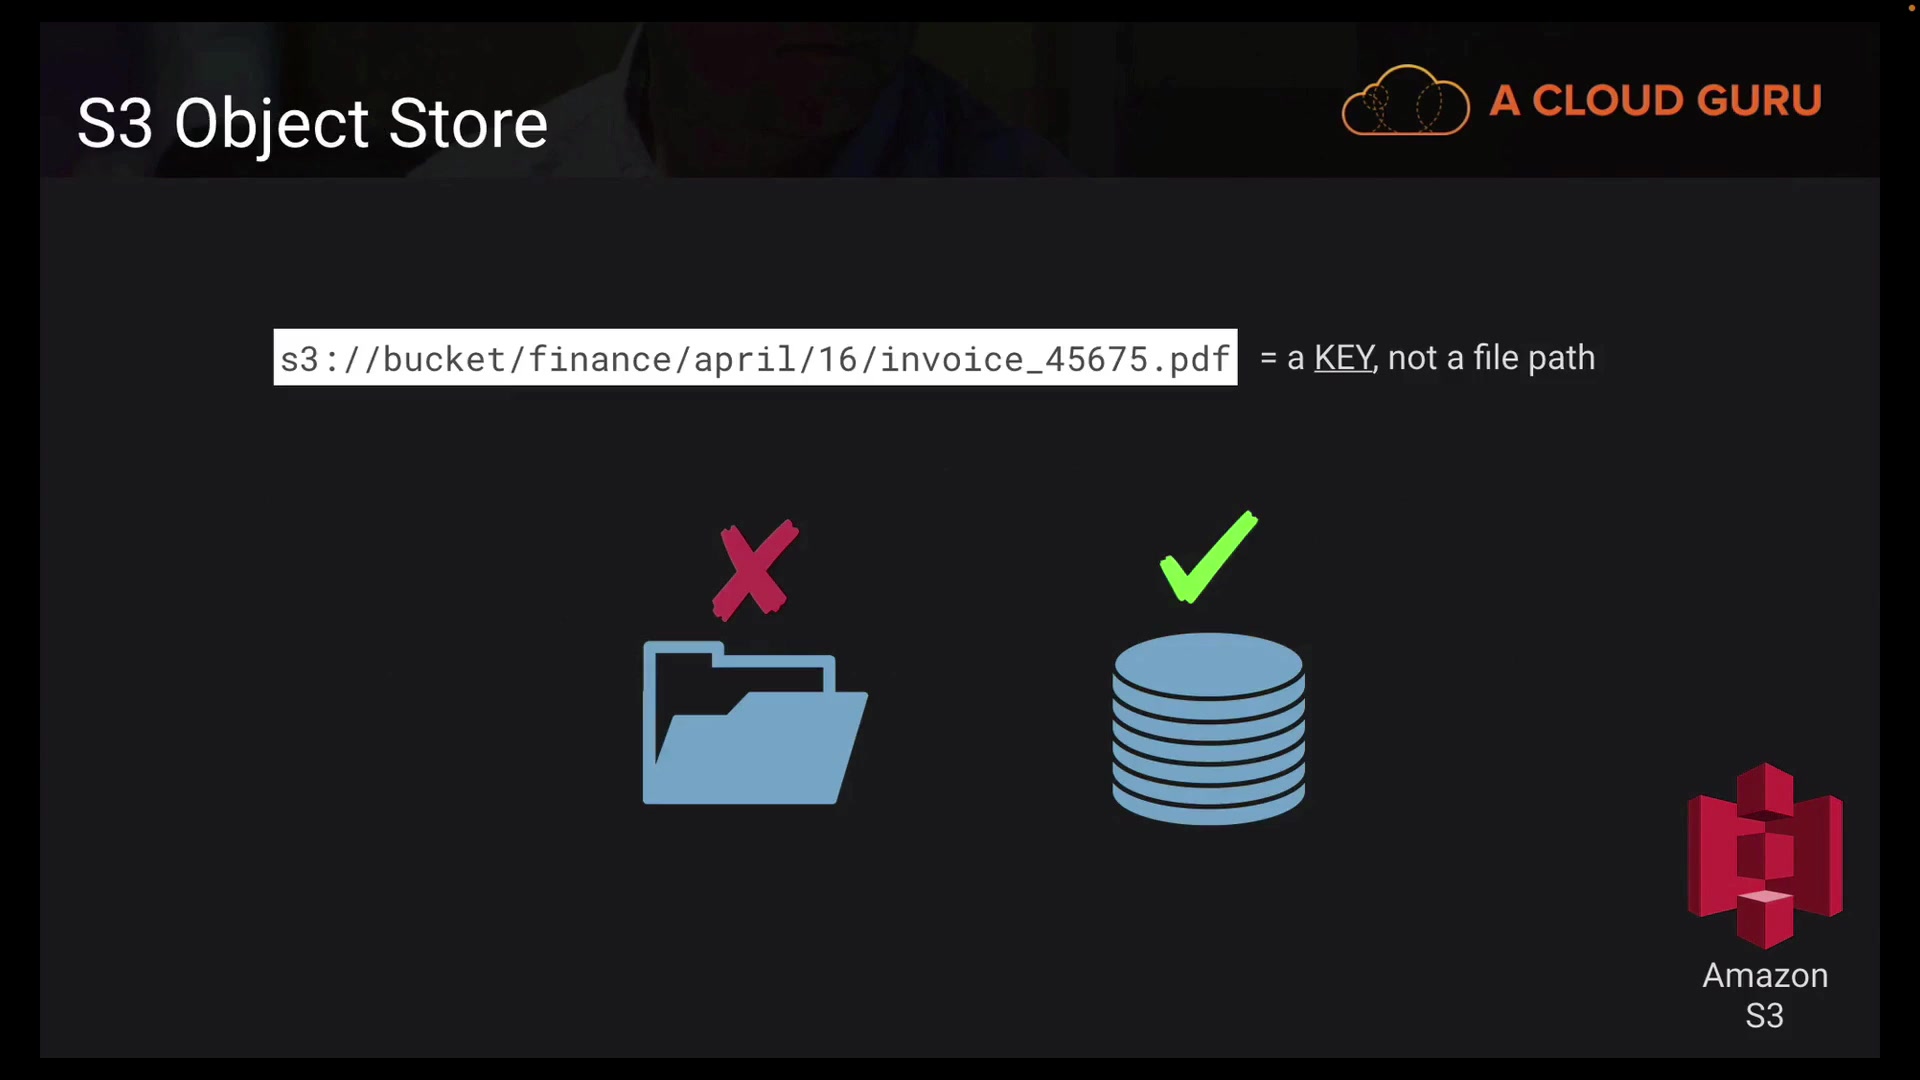 S3 Object Store
A CLOUD GURU
s3://bucket/finance/april/16/invoice_45675.pdf = a KEY, not a file path
Amazon
S3